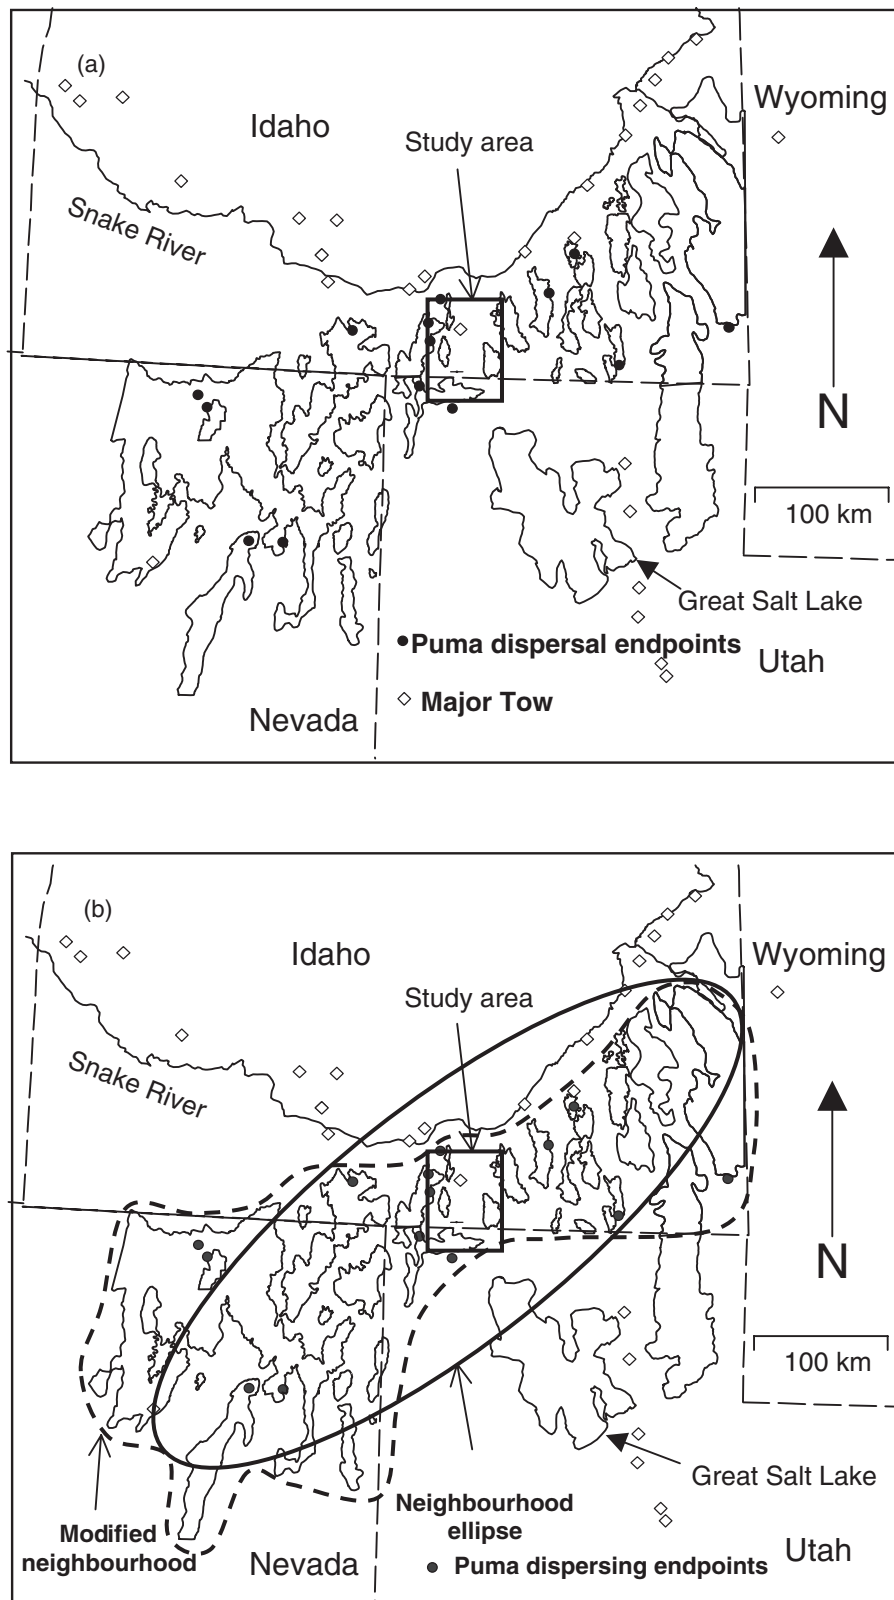 (a)
Wyoming
Idaho
Study area
Snake River
N
100 km
Great Salt Lake
Puma dispersal endpoints
Utah
Major Tow
Nevada
(b)
Idaho
Wyoming
Study area
Snake River
N
100 km
Great Salt Lake
Neighbourhood
ellipse
Modified
neighbourhood
Nevada
Puma dispersing endpoints
Utah